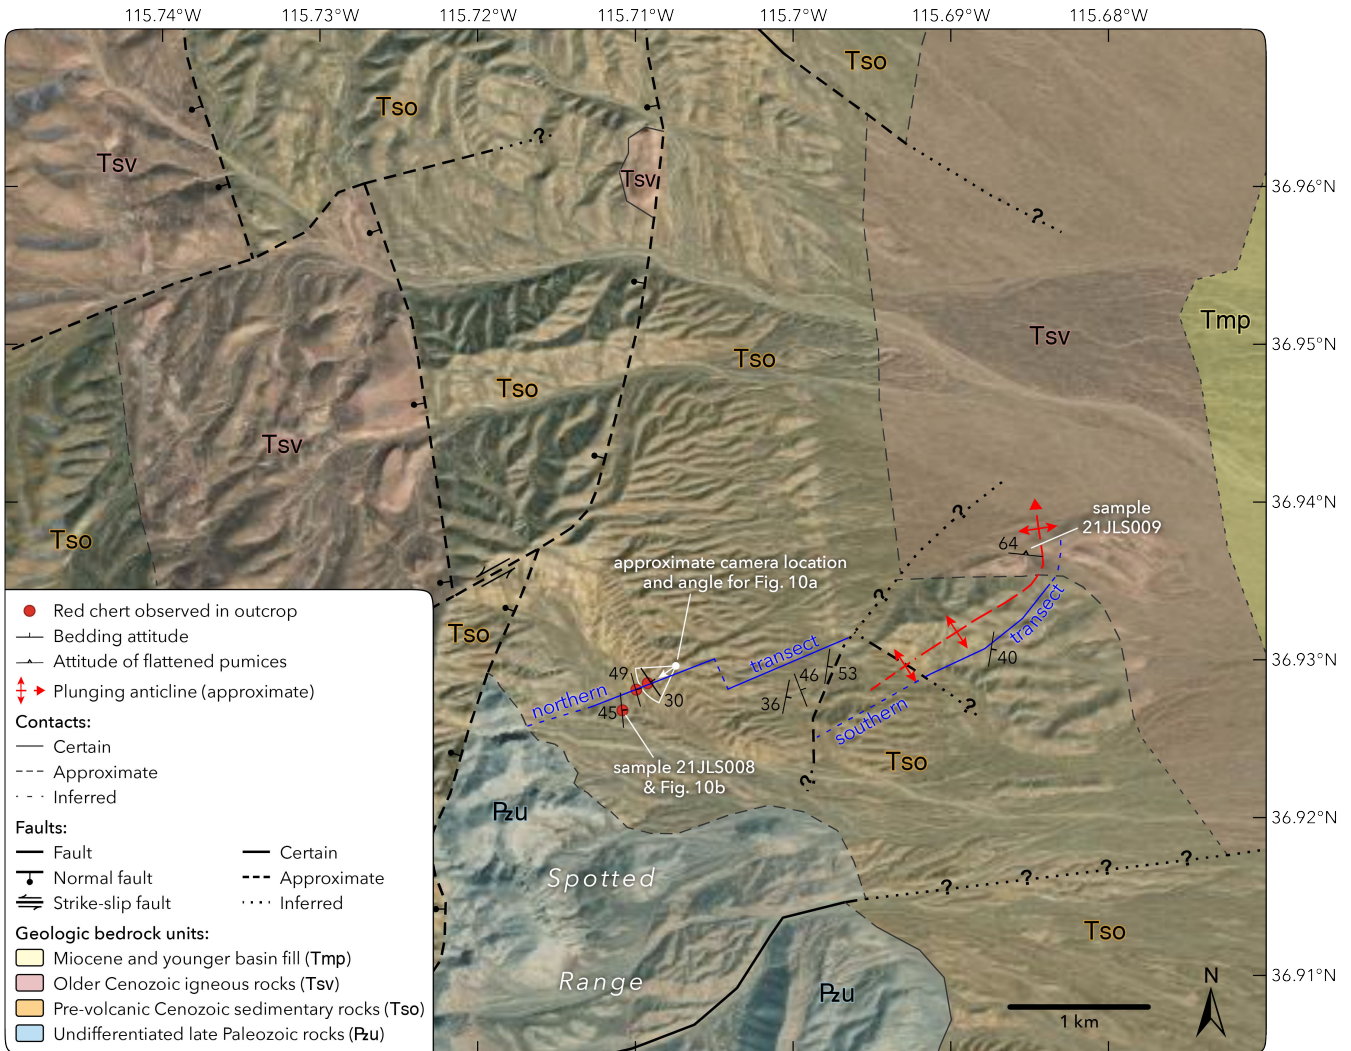 115.74°W 115.73°W 115.72°W 115.71°W 115.70°W 115.69°W 115.68°W
Tso
Tso
Tsv
Tsv
36.96°N
?
?
Tmp
Tsv
36.95°N
Tso
Tso
Tsv
36.94°N
Tso
?
sample
21JLS009
64
approximate camera location
and angle for Fig. 10a
?
transect
Tso
transect
40
36.93°N
49
46
53
30
36
northern
45
southern
?
Tso
sample 21JLS008
& Fig. 10b
?
Pzu
36.92°N
Spotted
? ? ? ?
Tso
Range
Pzu
36.91°N
N
1 km
Red chert observed in outcrop
Bedding attitude
Attitude of flattened pumices
Plunging anticline (approximate)
Contacts:
Certain
Approximate
Inferred
Faults:
Fault
Certain
Normal fault
Approximate
Strike-slip fault
Inferred
Geologic bedrock units:
Miocene and younger basin fill (Tmp)
Older Cenozoic igneous rocks (Tsv)
Pre-volcanic Cenozoic sedimentary rocks (Tso)
Undifferentiated late Paleozoic rocks (Pzu)